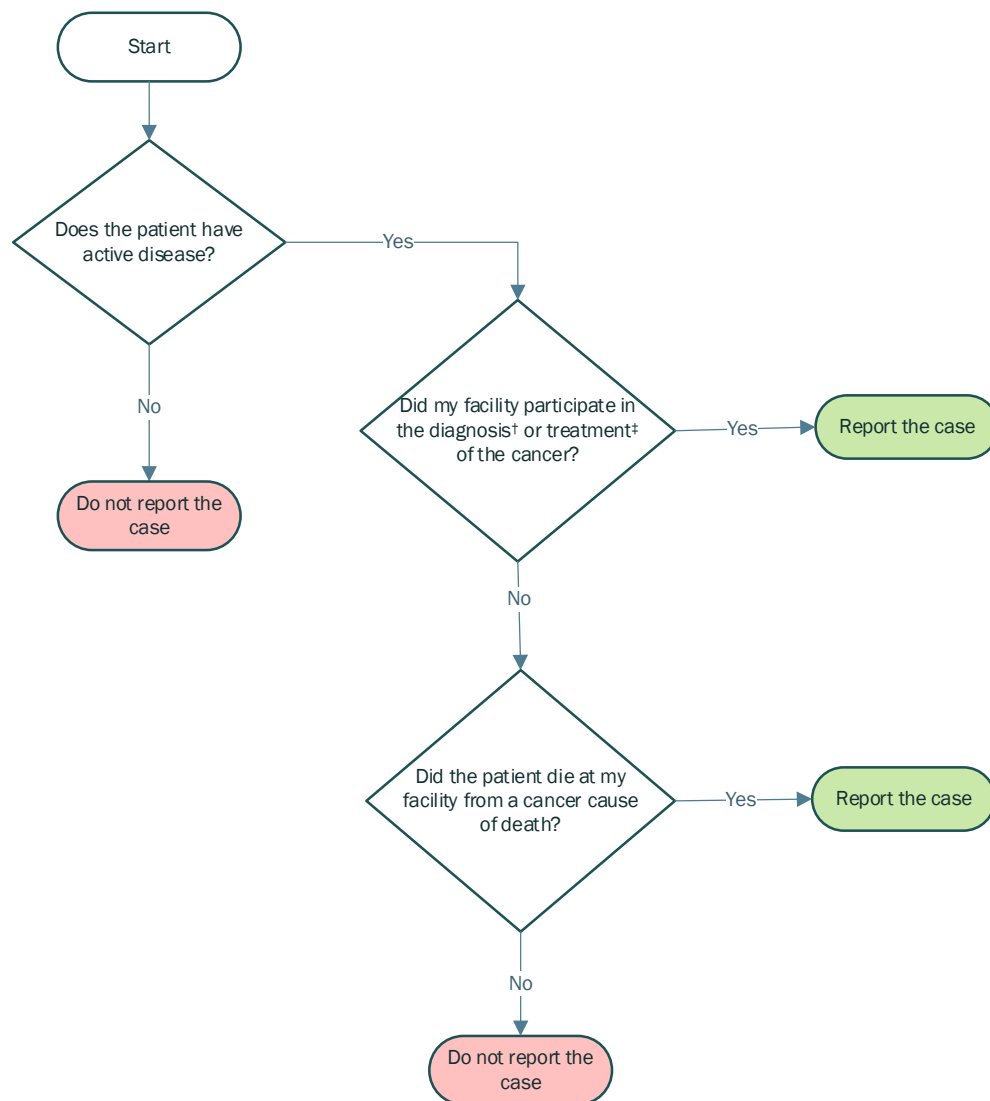 Start
Does the patient have
active disease?
Yes
No
Do not report the
case
Did my facility participate in
the diagnosis† or treatment‡
of the cancer?
Yes
Report the case
No
Did the patient die at my
facility from a cancer cause
of death?
Yes
Report the case
No
Do not report the
case